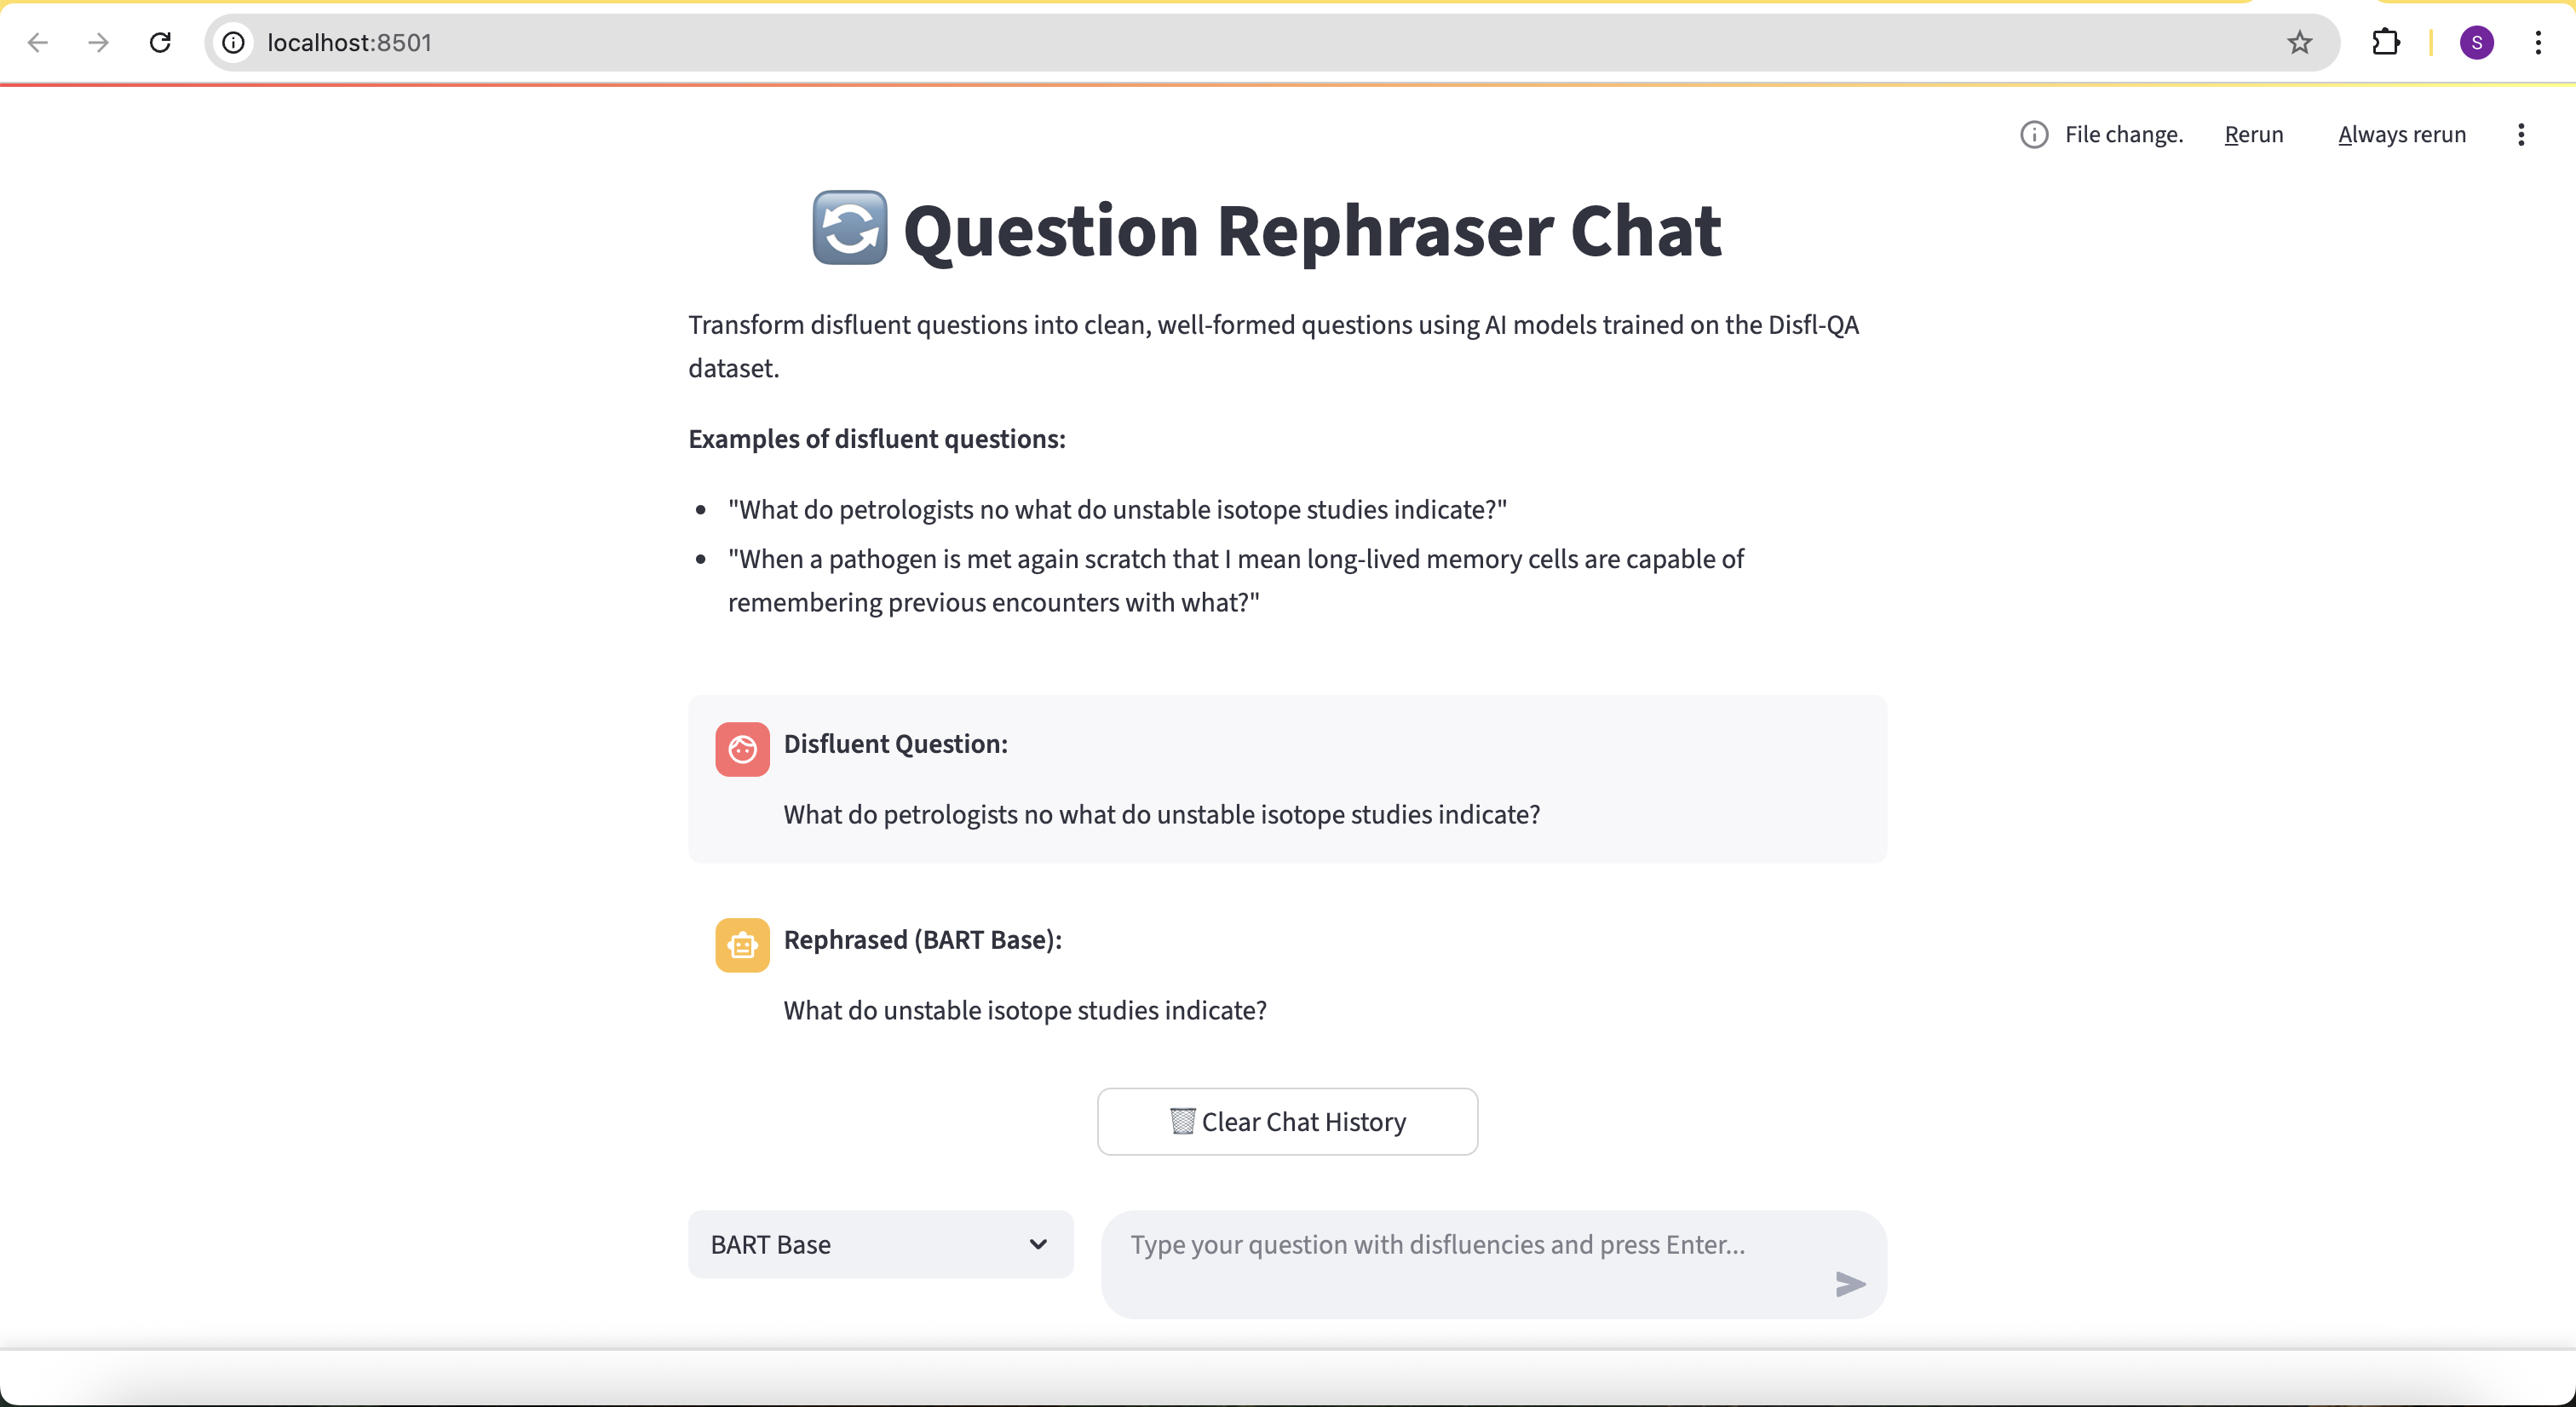 localhost:8501
S
File change. Rerun Always rerun
Question Rephraser Chat
Transform disfluent questions into clean, well-formed questions using AI models trained on the Disfl-QA
dataset.
Examples of disfluent questions:
"What do petrologists no what do unstable isotope studies indicate?"
"When a pathogen is met again scratch that I mean long-lived memory cells are capable of
remembering previous encounters with what?"
Disfluent Question:
What do petrologists no what do unstable isotope studies indicate?
Rephrased (BART Base):
What do unstable isotope studies indicate?
Clear Chat History
BART Base
Type your question with disfluencies and press Enter...